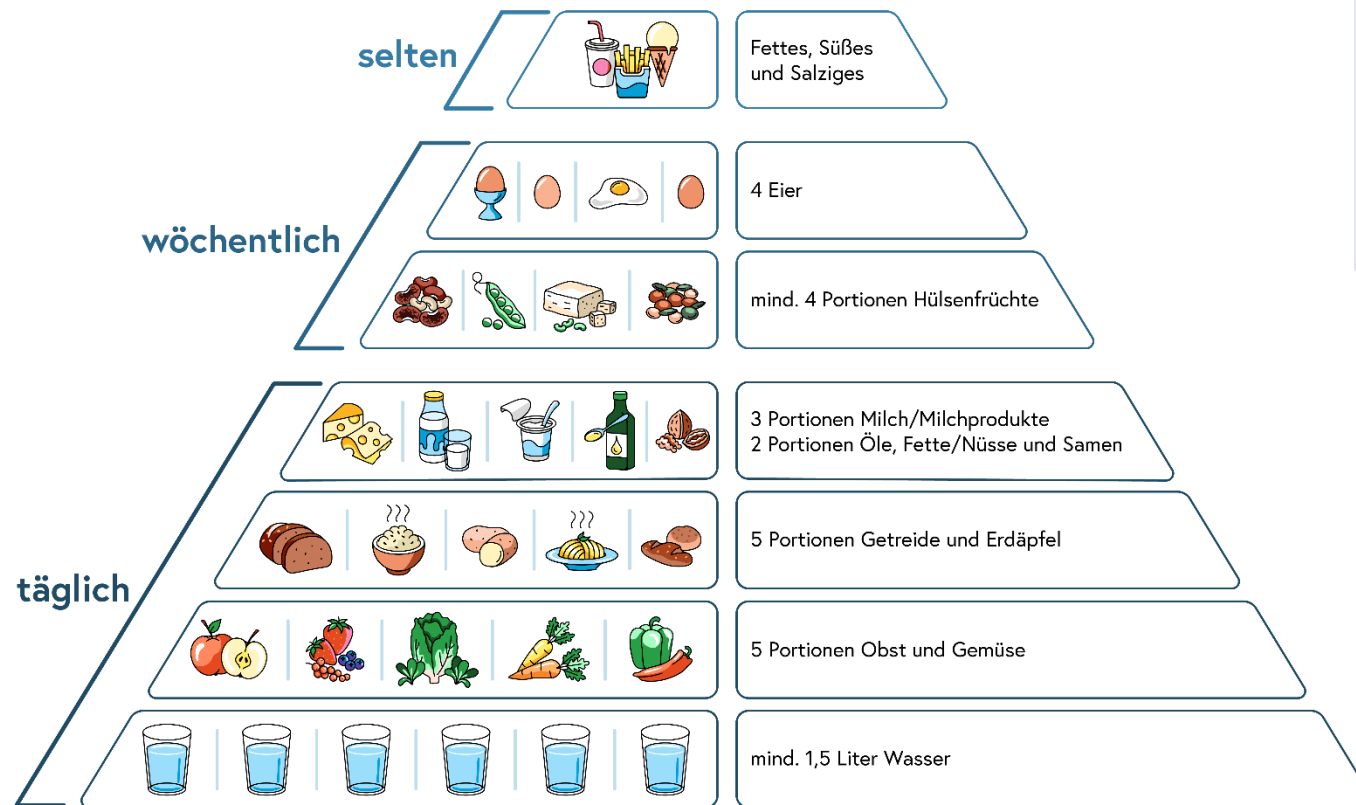 selten
Fettes, Süßes
und Salziges
wöchentlich
4 Eier
mind. 4 Portionen Hülsenfrüchte
täglich
3 Portionen Milch/Milchprodukte
2 Portionen Öle, Fette/Nüsse und Samen
5 Portionen Getreide und Erdäpfel
5 Portionen Obst und Gemüse
mind. 1,5 Liter Wasser